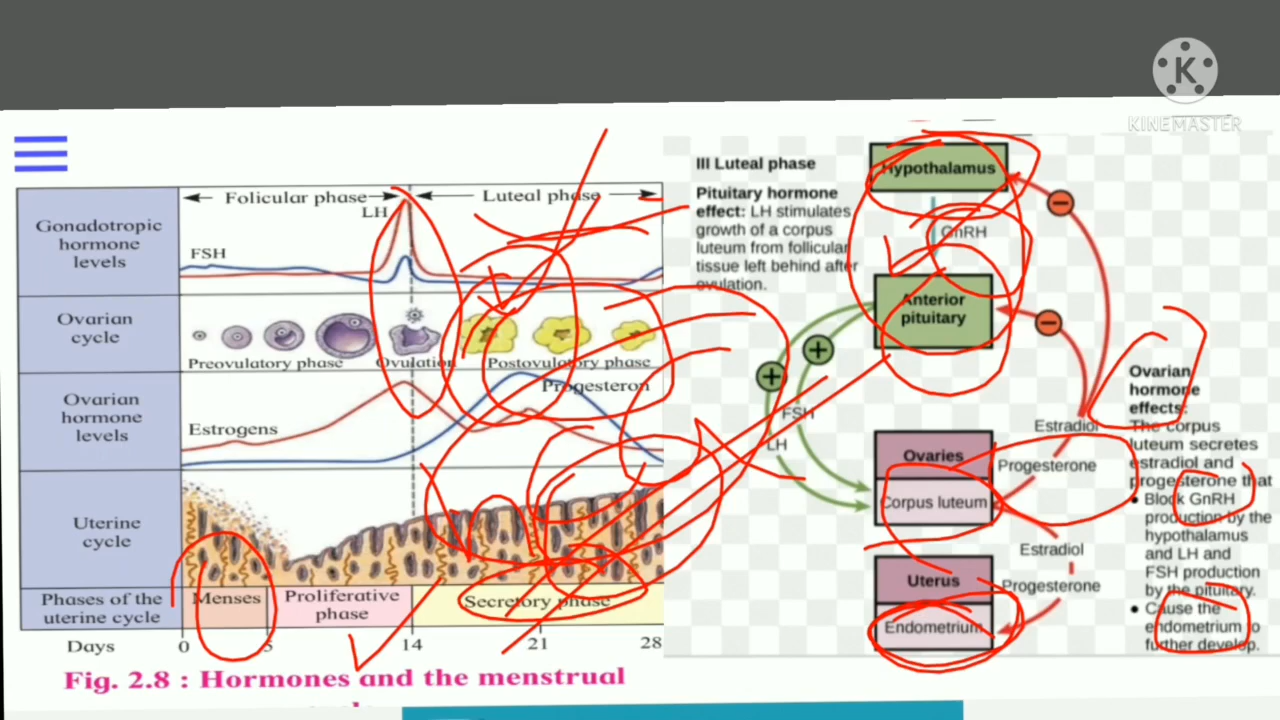 K
KINEMASTER
Folicular phase
Luteal phase
Gonadotropic
hormone
levels
LH
FSH
Ovarian
cycle
Preovulatory phase
Ovulation
Postovulatory phase
Ovarian
hormone
levels
Progesteron
Estrogens
Uterine
cycle
Phases of the
uterine cycle
Menses
Proliferative
phase
Secretory phase
Days
0
5
14
21
28
Fig. 2.8 : Hormones and the menstrual
III Luteal phase
Pituitary hormone
effect: LH stimulates
growth of a corpus
luteum from follicular
tissue left behind after
ovulation.
Hypothalamus
GnRH
Anterior
pituitary
FSH
LH
Estradiol
Progesterone
Ovaries
Corpus luteum
Estradiol
Progesterone
Uterus
Endometrium
Ovarian
hormone
effects:
The corpus
luteum secretes
estradiol and
progesterone that
• Block GnRH
production by the
hypothalamus
and LH and
FSH production
by the pituitary.
• Cause the
endometrium to
further develop.